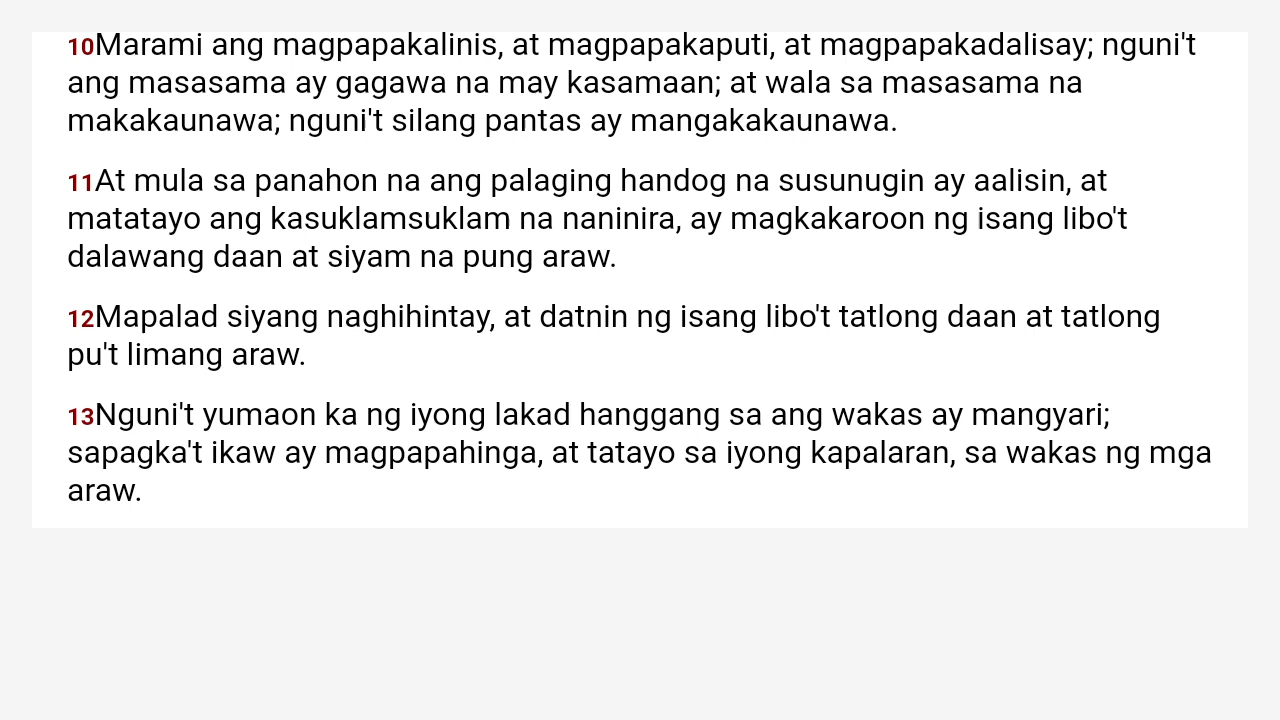 10Marami ang magpapakalinis, at magpapakaputi, at magpapakadalisay; nguni't
ang masasama ay gagawa na may kasamaan; at wala sa masasama na
makakaunawa; nguni't silang pantas ay mangakakaunawa.
11At mula sa panahon na ang palaging handog na susunugin ay aalisin, at
matatayo ang kasuklamsuklam na naninira, ay magkakaroon ng isang libo't
dalawang daan at siyam na pung araw.
12Mapalad siyang naghihintay, at datnin ng isang libo't tatlong daan at tatlong
pu't limang araw.
13Nguni't yumaon ka ng iyong lakad hanggang sa ang wakas ay mangyari;
sapagka't ikaw ay magpapahinga, at tatayo sa iyong kapalaran, sa wakas ng mga
araw.